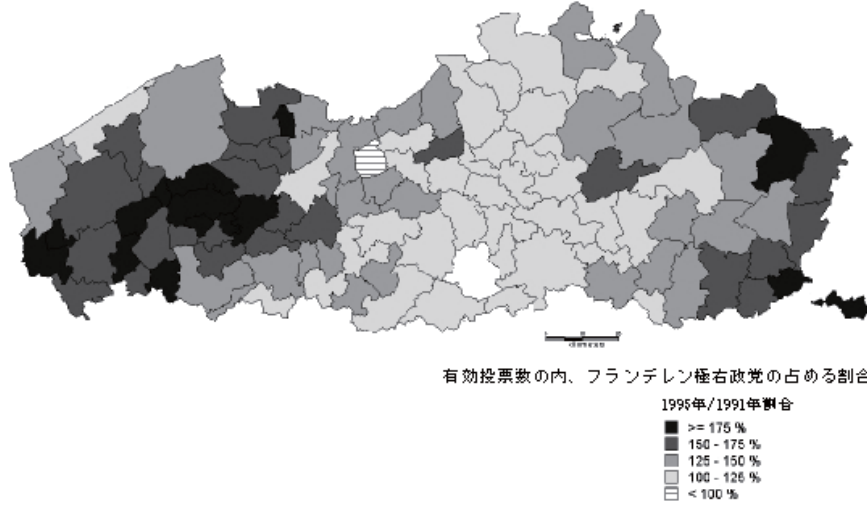 有効投票数の内、フランデレン極右政党の占める割合
1995年/1991年割合
>= 175 %
150 - 175 %
125 - 150 %
100 - 125 %
< 100 %